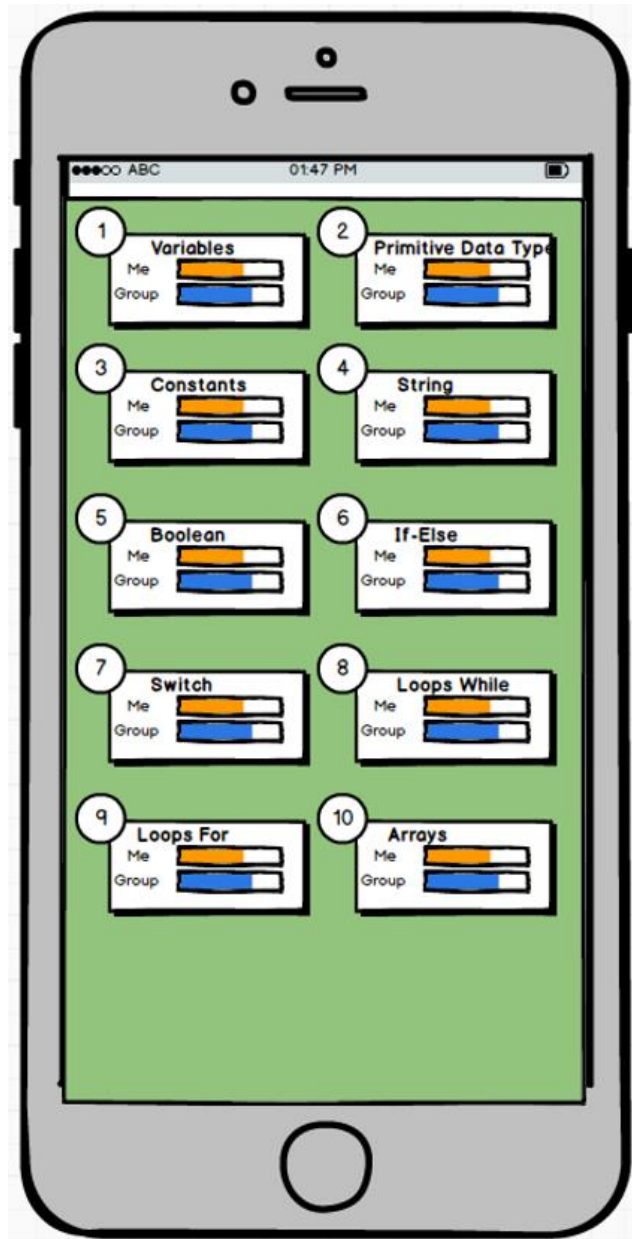 ABC 01:47 PM
1 2
Variables Primitive Data Type
Me Me
Group Group
3 4
Constants String
Me Me
Group Group
5 6
Boolean If-Else
Me Me
Group Group
7 8
Switch Loops While
Me Me
Group Group
9 10
Loops For Arrays
Me Me
Group Group